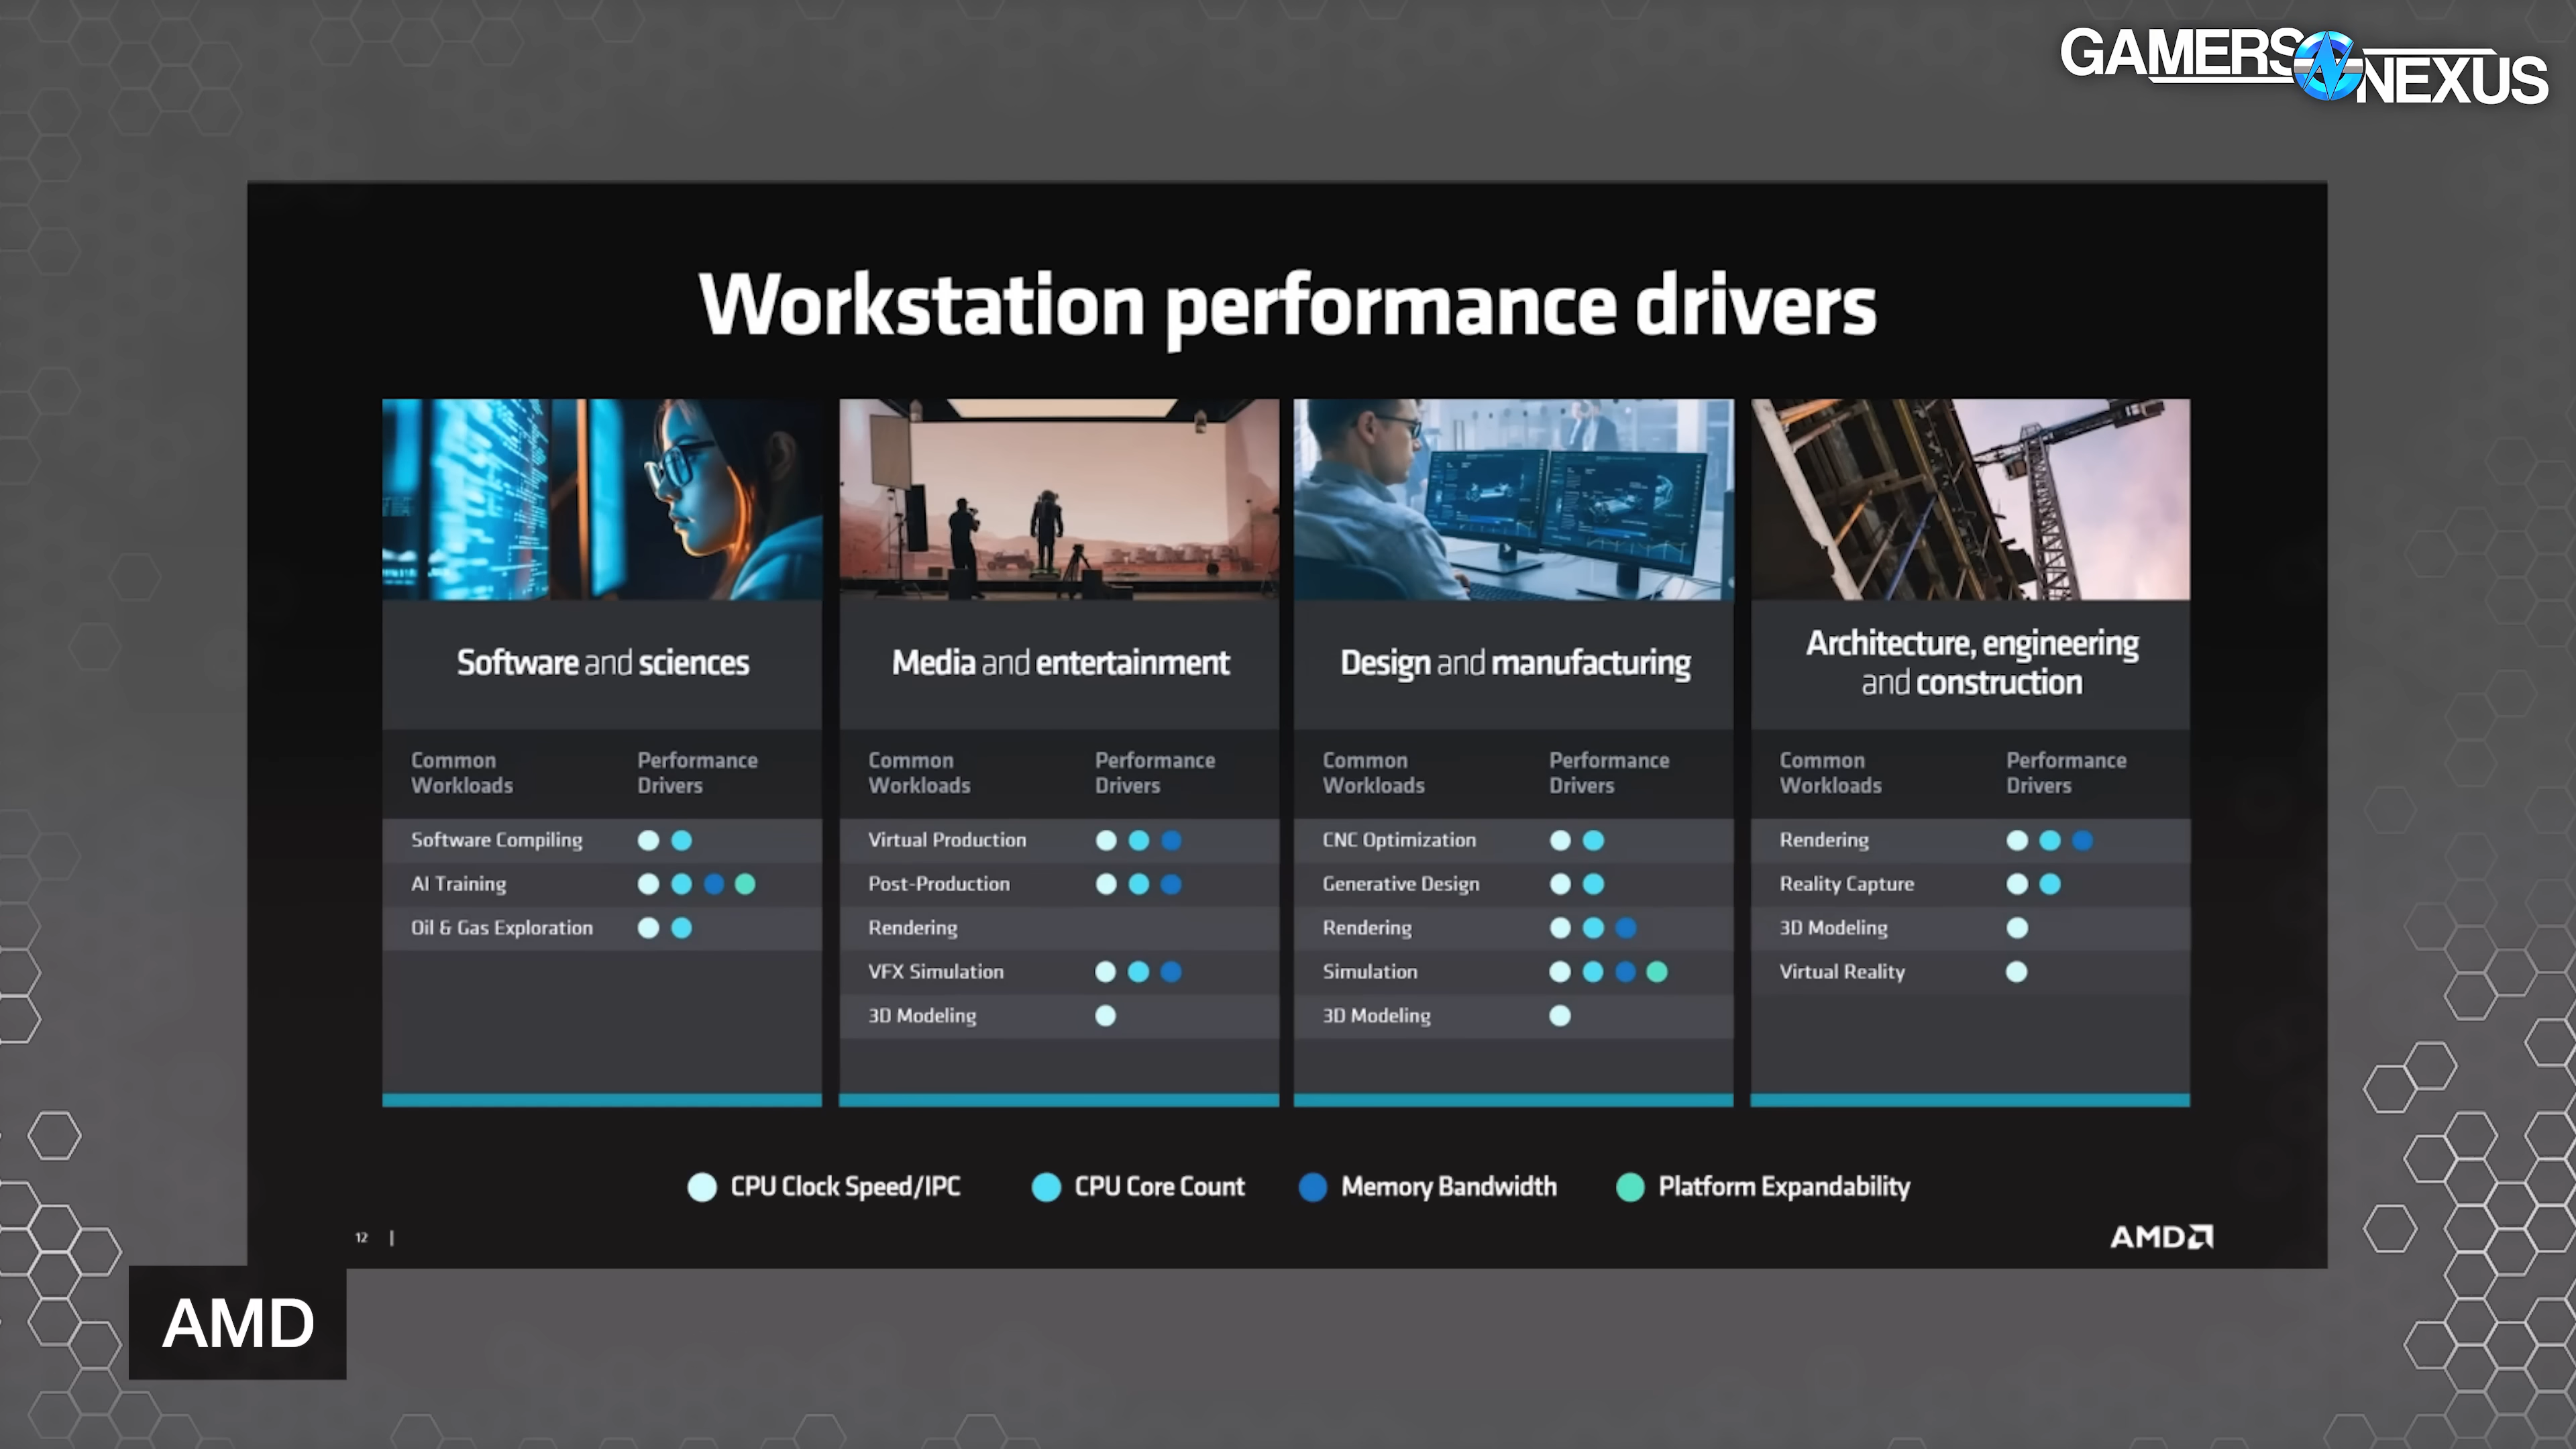 GAMERS NEXUS
Workstation performance drivers
Software and sciences
Common Workloads
Performance Drivers
Software Compiling
AI Training
Oil & Gas Exploration
Media and entertainment
Common Workloads
Performance Drivers
Virtual Production
Post-Production
Rendering
VFX Simulation
3D Modeling
Design and manufacturing
Common Workloads
Performance Drivers
CNC Optimization
Generative Design
Rendering
Simulation
3D Modeling
Architecture, engineering
and construction
Common Workloads
Performance Drivers
Rendering
Reality Capture
3D Modeling
Virtual Reality
CPU Clock Speed/IPC
CPU Core Count
Memory Bandwidth
Platform Expandability
12 |
AMD
AMD